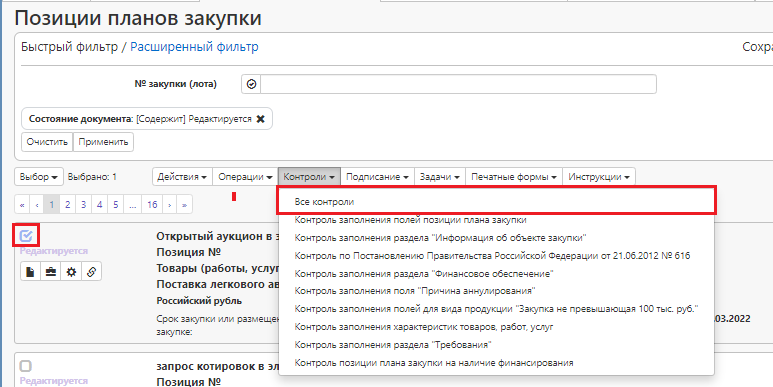 Позиции планов закупки
Быстрый фильтр / Расширенный фильтр
Сохра
№ закупки (лота)
Состояние документа: [Содержит] Редактируется ✖
Очистить Применить
Выбор Выбрано: 1 Действия Операции Контроли Подписание Задачи Печатные формы Инструкции
« ‹ 1 2 3 4 5 ... 16 › »
Все контроли
Контроль заполнения полей позиции плана закупки
Контроль заполнения раздела "Информация об объекте закупки"
Контроль по Постановлению Правительства Российской Федерации от 21.06.2012 № 616
Контроль заполнения раздела "Финансовое обеспечение"
Контроль заполнения поля "Причина аннулирования"
Контроль заполнения полей для вида продукции "Закупка не превышающая 100 тыс. руб."
Контроль заполнения характеристик товаров, работ, услуг
Контроль заполнения раздела "Требования"
Контроль позиции плана закупки на наличие финансирования
Редактируется
Открытый аукцион в э
Позиция №
Товары (работы, услуг
Поставка легкового ав
Российский рубль
Срок закупки или размещен
закупке:
.03.2022
Редактируется
запрос котировок в эл
Позиция №